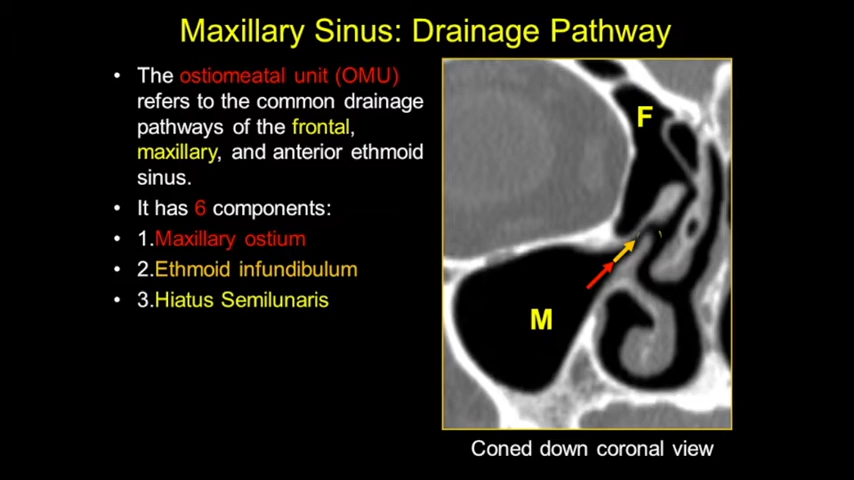 Maxillary Sinus: Drainage Pathway
• The ostiomeatal unit (OMU)
refers to the common drainage
pathways of the frontal,
maxillary, and anterior ethmoid
sinus.
• It has 6 components:
• 1.Maxillary ostium
• 2.Ethmoid infundibulum
• 3.Hiatus Semilunaris
F
M
Coned down coronal view